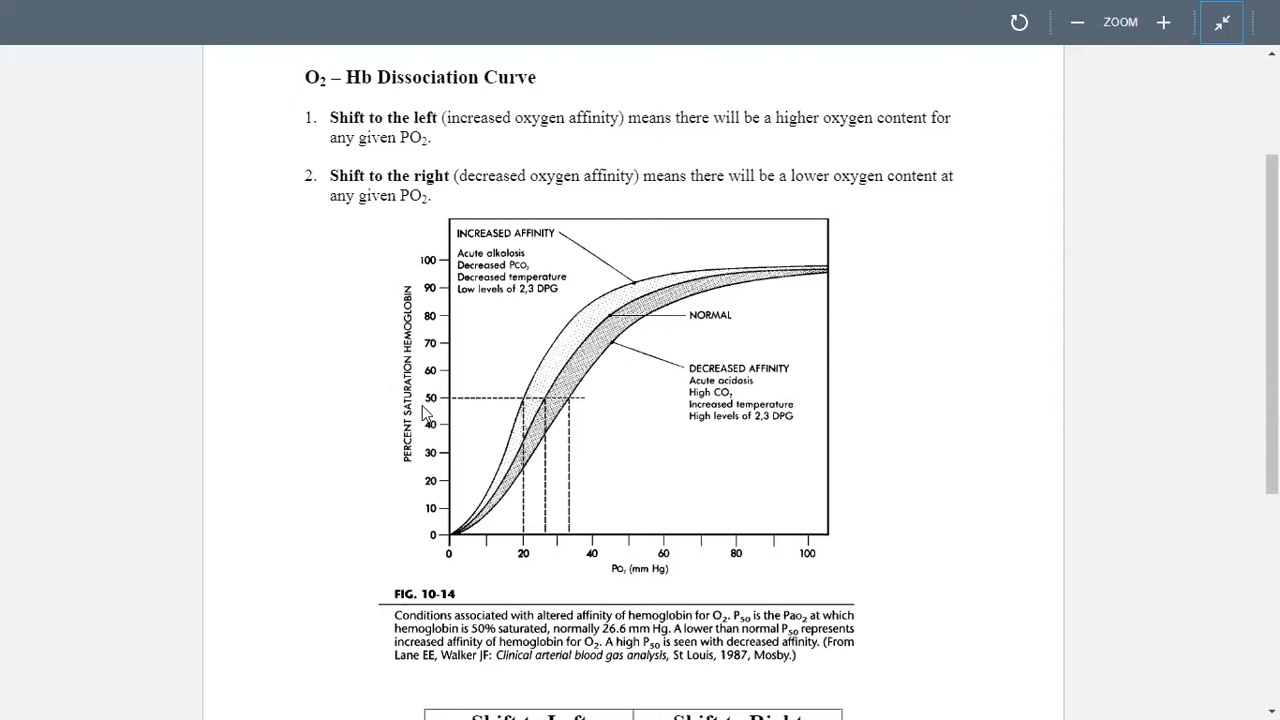 ZOOM
O₂ – Hb Dissociation Curve
1. Shift to the left (increased oxygen affinity) means there will be a higher oxygen content for
any given PO₂.
2. Shift to the right (decreased oxygen affinity) means there will be a lower oxygen content at
any given PO₂.
INCREASED AFFINITY
Acute alkalosis
Decreased PCO₂
Decreased temperature
Low levels of 2,3 DPG
100
90
80
70
60
50
40
30
20
10
0
PERCENT SATURATION HEMOGLOBIN
NORMAL
DECREASED AFFINITY
Acute acidosis
High CO₂
Increased temperature
High levels of 2,3 DPG
0 20 40 60 80 100
PO₂ (mm Hg)
FIG. 10-14
Conditions associated with altered affinity of hemoglobin for O₂. P₅₀ is the Pao₂ at which
hemoglobin is 50% saturated, normally 26.6 mm Hg. A lower than normal P₅₀ represents
increased affinity of hemoglobin for O₂. A high P₅₀ is seen with decreased affinity. (From
Lane EE, Walker JF: Clinical arterial blood gas analysis, St Louis, 1987, Mosby.)
Shift to Left Shift to Right